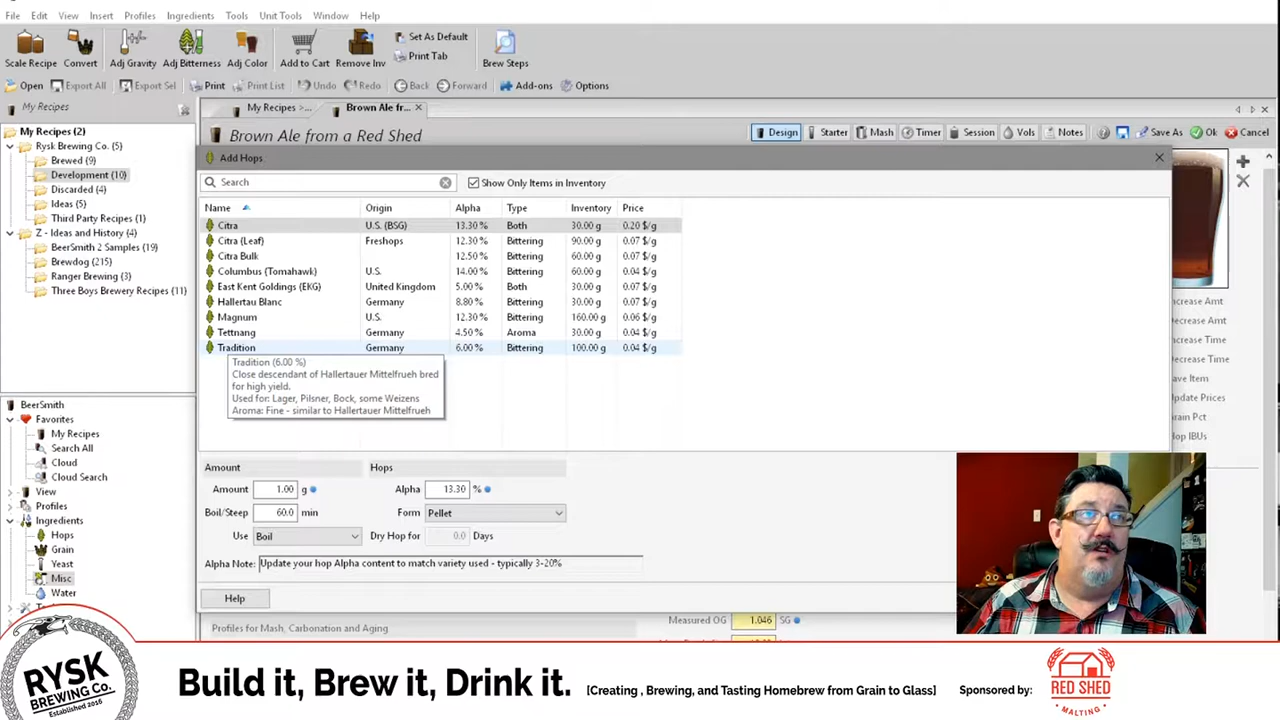 File Edit View Insert Profiles Ingredients Tools Unit Tools Window Help
Scale Recipe Convert Adj Gravity Adj Bitterness Adj Color Add to Cart Remove Inv Set As Default Print Tab Brew Steps
Open Export All Export Sel Print Print List Undo Redo Back Forward Add-ons Options
My Recipes
My Recipes >... Brown Ale fr...
My Recipes (2)
Rysk Brewing Co. (5)
Brewed (9)
Development (10)
Discarded (4)
Ideas (5)
Third Party Recipes (1)
Z - Ideas and History (4)
BeerSmith 2 Samples (19)
Brewdog (215)
Ranger Brewing (3)
Three Boys Brewery Recipes (11)
Brown Ale from a Red Shed
Design Starter Mash Timer Session Vols Notes Save As Ok Cancel
Add Hops
Search
Show Only Items in Inventory
Name Origin Alpha Type Inventory Price
Citra U.S. (BSG) 13.30 % Both 30.00 g 0.20 $/g
Citra (Leaf) Freshops 12.30 % Bittering 90.00 g 0.07 $/g
Citra Bulk 12.50 % Bittering 60.00 g 0.07 $/g
Columbus (Tomahawk) U.S. 14.00 % Bittering 60.00 g 0.04 $/g
East Kent Goldings (EKG) United Kingdom 5.00 % Both 30.00 g 0.07 $/g
Hallertau Blanc Germany 8.80 % Bittering 30.00 g 0.07 $/g
Magnum U.S. 12.30 % Bittering 160.00 g 0.06 $/g
Tettnang Germany 4.50 % Aroma 30.00 g 0.04 $/g
Tradition Germany 6.00 % Bittering 100.00 g 0.04 $/g
Tradition (6.00 %)
Close descendant of Hallertauer Mittelfrueh bred
for high yield.
Used for: Lager, Pilsner, Bock, some Weizens
Aroma: Fine - similar to Hallertauer Mittelfrueh
crease Amt
ecrease Amt
crease Time
ecrease Time
ave Item
pdate Prices
rain Pct
op IBUs
BeerSmith
Favorites
My Recipes
Search All
Cloud
Cloud Search
View
Profiles
Ingredients
Hops
Grain
Yeast
Misc
Water
Amount Hops
Amount 1.00 g Alpha 13.30 %
Boil/Steep 60.0 min Form Pellet
Use Boil Dry Hop for 0.0 Days
Alpha Note: Update your hop Alpha content to match variety used - typically 3-20%
Help
Profiles for Mash, Carbonation and Aging
Measured OG 1.046 SG
RYSK
BREWING CO.
Established 2016
Build it, Brew it, Drink it. [Creating , Brewing, and Tasting Homebrew from Grain to Glass] Sponsored by:
RED SHED
MALTING